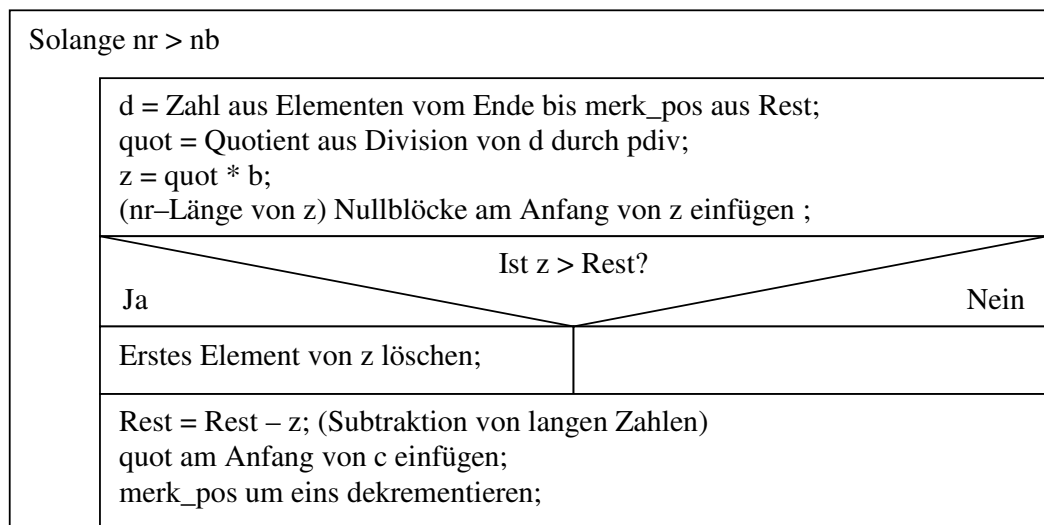 Solange nr > nb
d = Zahl aus Elementen vom Ende bis merk_pos aus Rest;
quot = Quotient aus Division von d durch pdiv;
z = quot * b;
(nr–Länge von z) Nullblöcke am Anfang von z einfügen ;
Ist z > Rest?
Ja
Nein
Erstes Element von z löschen;
Rest = Rest – z; (Subtraktion von langen Zahlen)
quot am Anfang von c einfügen;
merk_pos um eins dekrementieren;